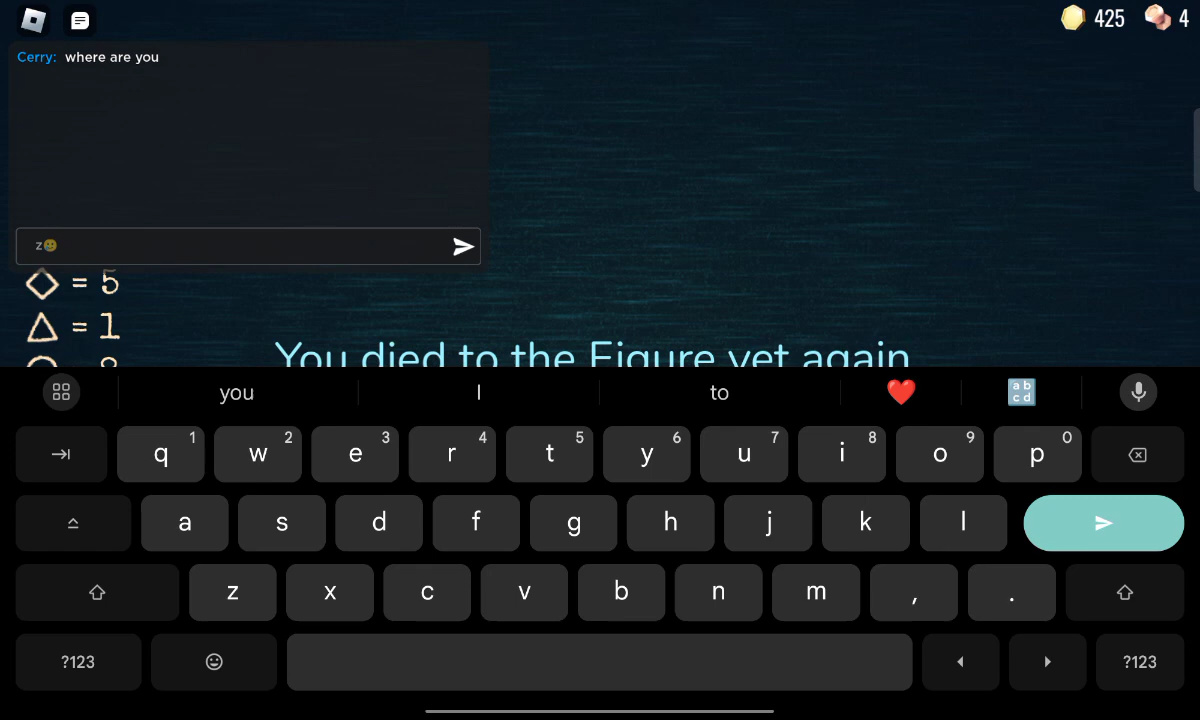 425
4
Cerry: where are you
z🥲
◇ = 5
△ = 1
You died to the Figure yet again
you
I
to
❤️
🔡
q 1 w 2 e 3 r 4 t 5 y 6 u 7 i 8 o 9 p 0
a s d f g h j k l
z x c v b n m , .
?123
?123